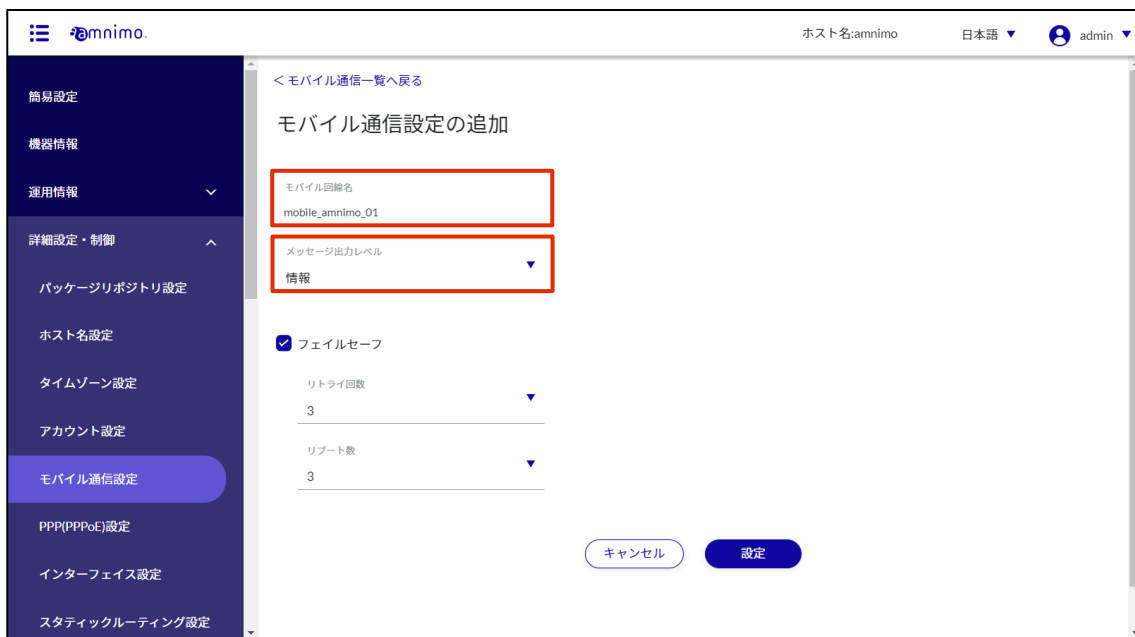 amnimo.
ホスト名:amnimo
日本語
admin
簡易設定
機器情報
運用情報
詳細設定・制御
パッケージリポジトリ設定
ホスト名設定
タイムゾーン設定
アカウント設定
モバイル通信設定
PPP(PPPoE)設定
インターフェイス設定
スタティックルーティング設定
＜モバイル通信一覧へ戻る
モバイル通信設定の追加
モバイル回線名
mobile_amnimo_01
メッセージ出力レベル
情報
フェイルセーフ
リトライ回数
3
リブート数
3
キャンセル
設定